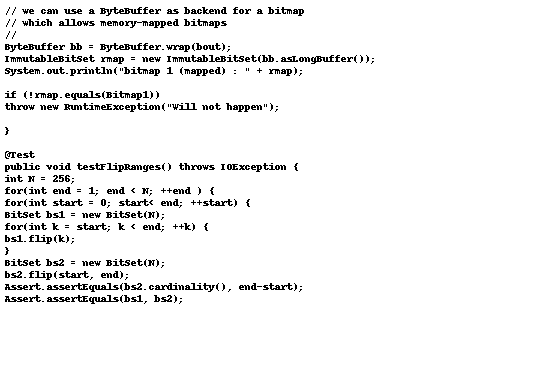 // we can use a ByteBuffer as backend for a bitmap
// which allows memory-mapped bitmaps
//
ByteBuffer bb = ByteBuffer.wrap(bout);
ImmutableBitSet rmap = new ImmutableBitSet(bb.asLongBuffer());
System.out.println("bitmap 1 (mapped) : " + rmap);
if (!rmap.equals(Bitmap1))
throw new RuntimeException("Will not happen");
}
@Test
public void testFlipRanges() throws IOException {
int N = 256;
for(int end = 1; end < N; ++end ) {
for(int start = 0; start< end; ++start) {
BitSet bs1 = new BitSet(N);
for(int k = start; k < end; ++k) {
bs1.flip(k);
}
BitSet bs2 = new BitSet(N);
bs2.flip(start, end);
Assert.assertEquals(bs2.cardinality(), end-start);
Assert.assertEquals(bs1, bs2);